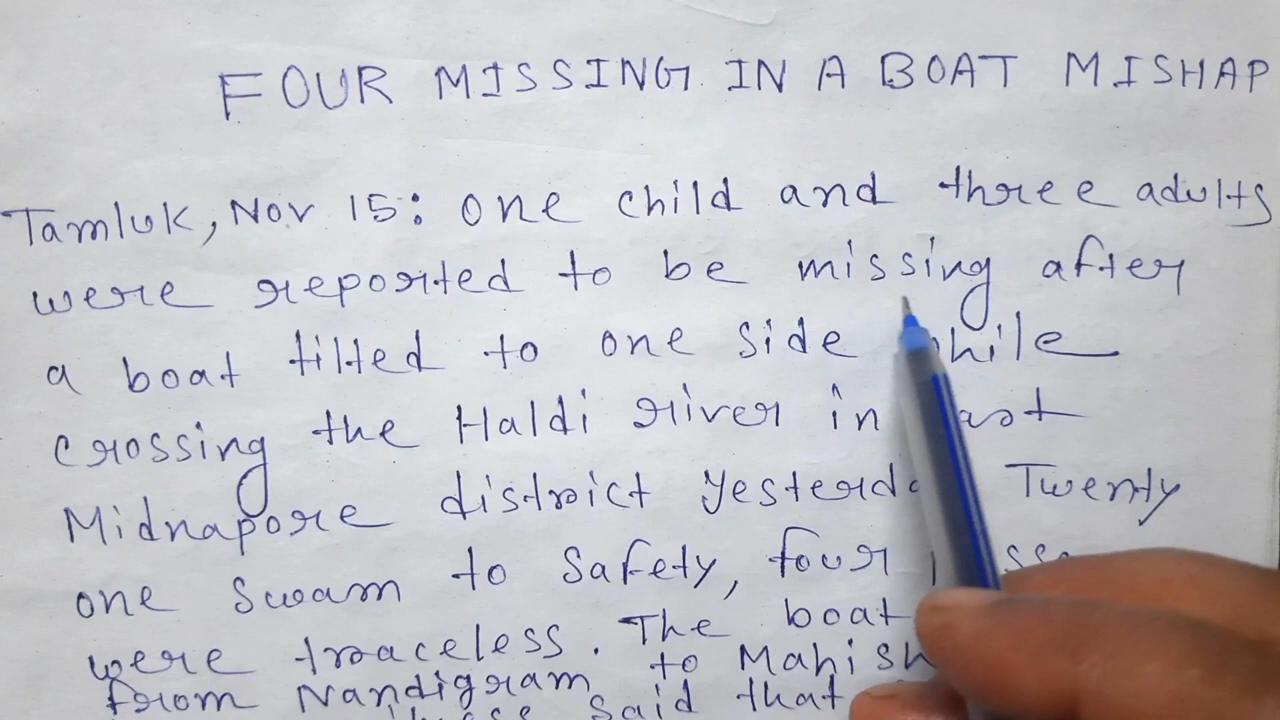 FOUR MISSING IN A BOAT MISHAP
Tamluk, Nov 15: One child and three adults
were reported to be missing after
a boat tilted to one side
crossing the Haldi river in
Midnapore district Twenty
one swam to safety, four
were traceless. The boat
from Nandigram to
said that